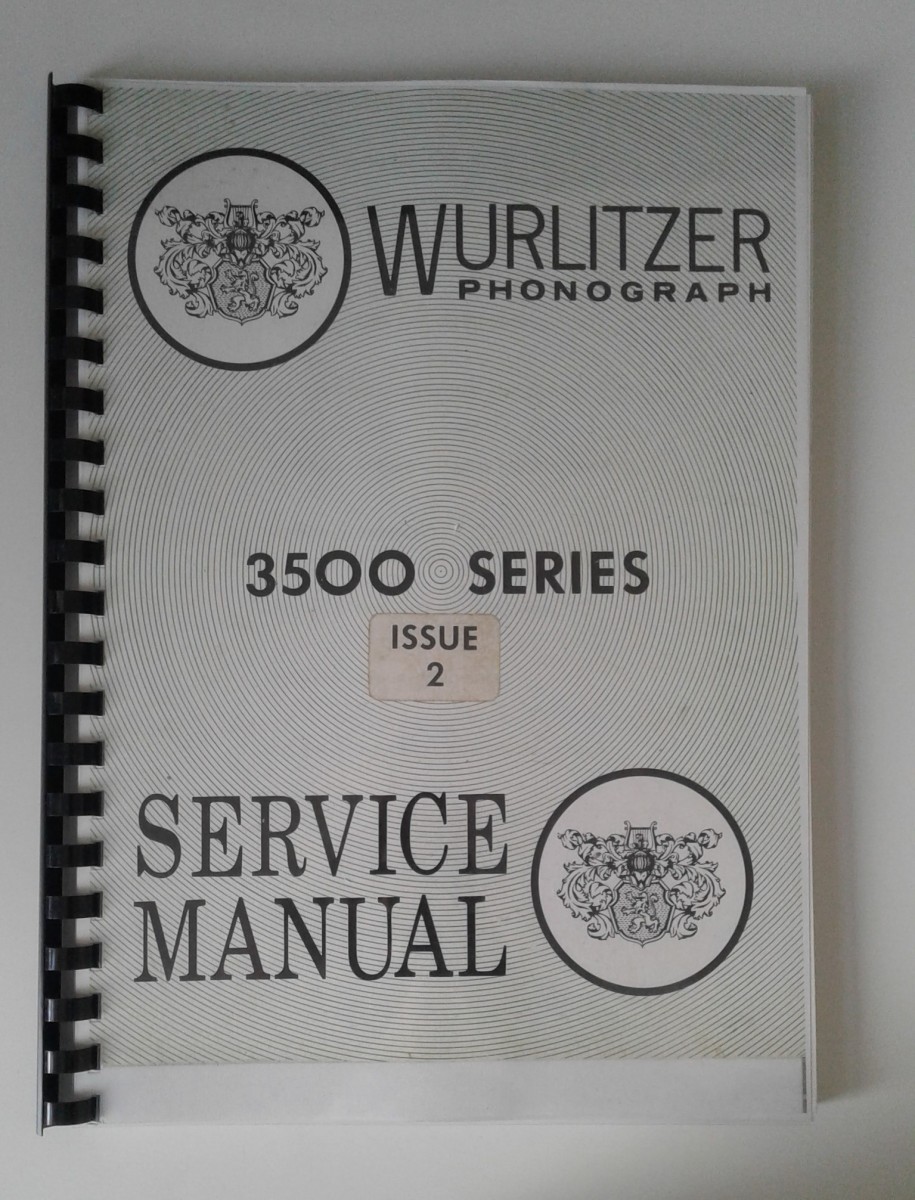 WURLITZER
PHONOGRAPH
3500 SERIES
ISSUE
2
SERVICE
MANUAL